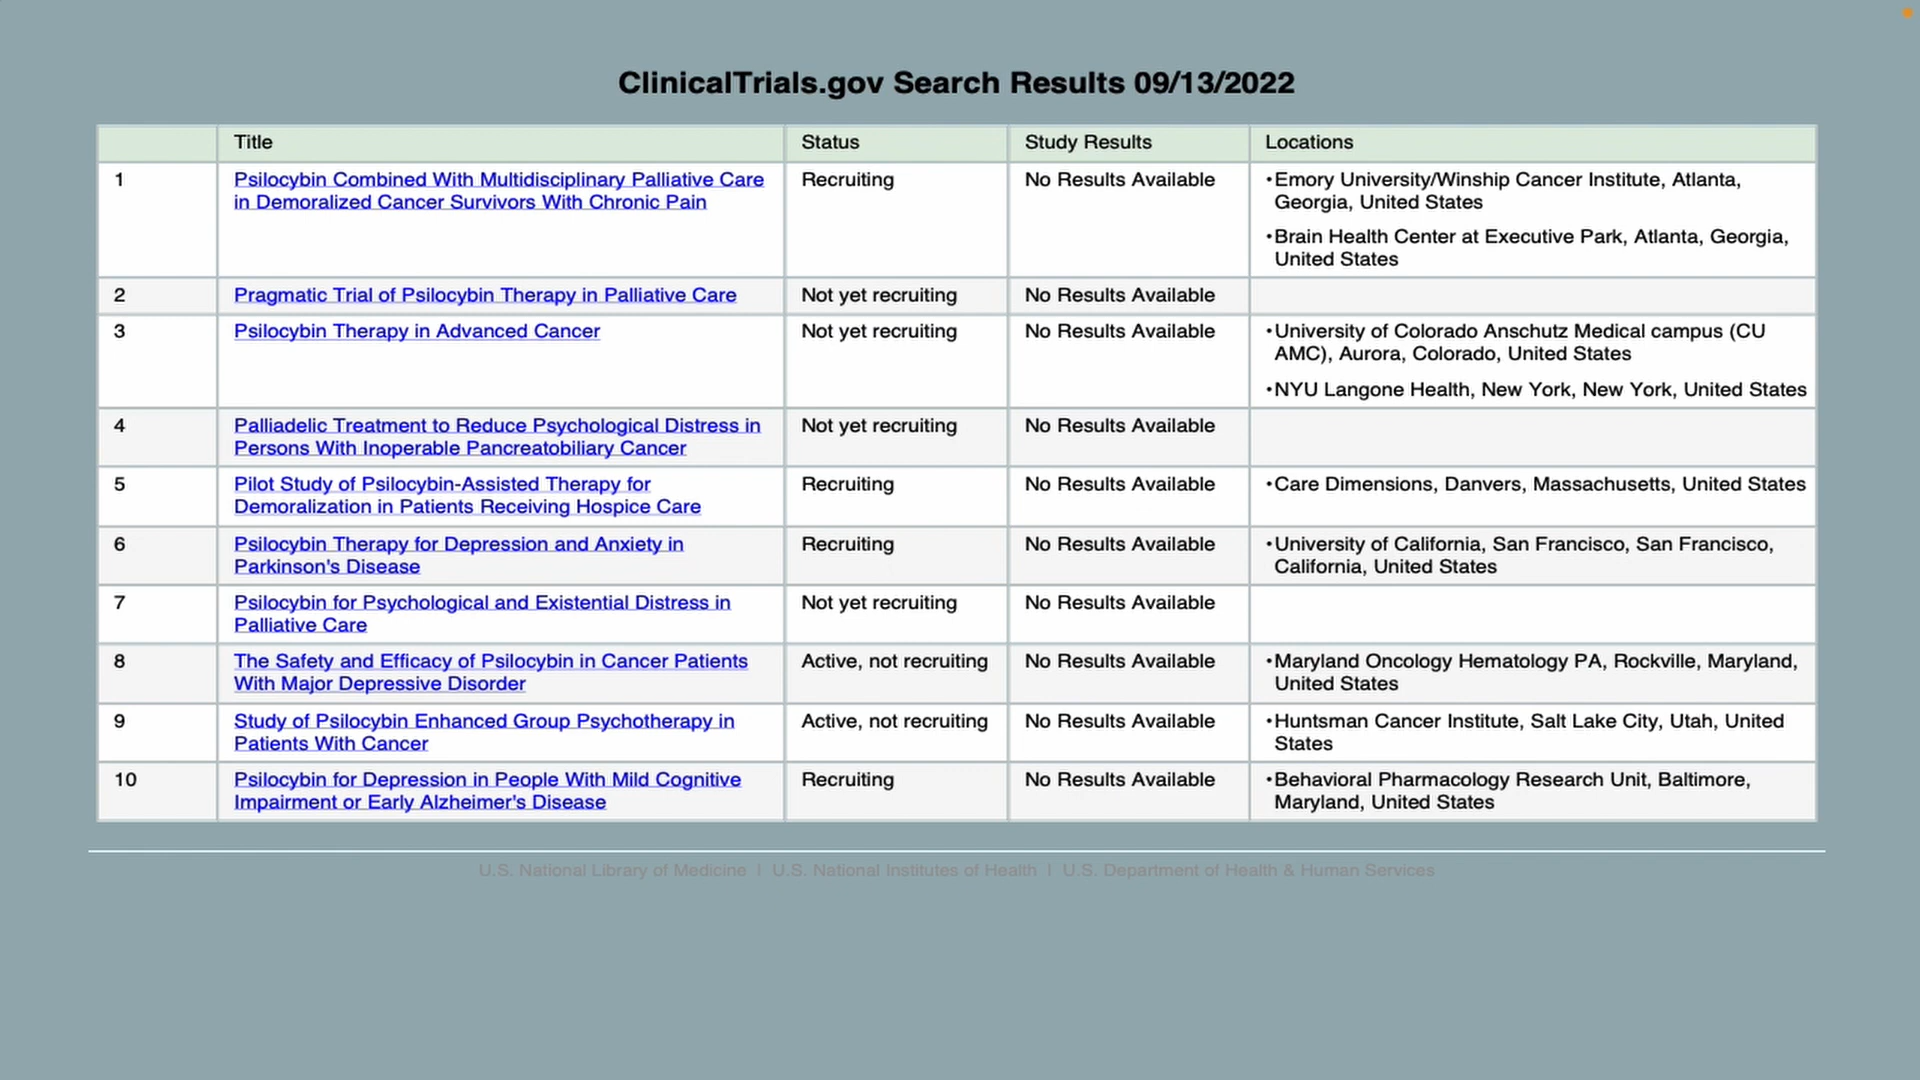 ClinicalTrials.gov Search Results 09/13/2022
Title Status Study Results Locations
1 Psilocybin Combined With Multidisciplinary Palliative Care Recruiting No Results Available •Emory University/Winship Cancer Institute, Atlanta,
in Demoralized Cancer Survivors With Chronic Pain Georgia, United States
•Brain Health Center at Executive Park, Atlanta, Georgia,
United States
2 Pragmatic Trial of Psilocybin Therapy in Palliative Care Not yet recruiting No Results Available
3 Psilocybin Therapy in Advanced Cancer Not yet recruiting No Results Available •University of Colorado Anschutz Medical campus (CU
AMC), Aurora, Colorado, United States
•NYU Langone Health, New York, New York, United States
4 Palliadelic Treatment to Reduce Psychological Distress in Not yet recruiting No Results Available
Persons With Inoperable Pancreatobiliary Cancer
5 Pilot Study of Psilocybin-Assisted Therapy for Recruiting No Results Available •Care Dimensions, Danvers, Massachusetts, United States
Demoralization in Patients Receiving Hospice Care
6 Psilocybin Therapy for Depression and Anxiety in Recruiting No Results Available •University of California, San Francisco, San Francisco,
Parkinson's Disease California, United States
7 Psilocybin for Psychological and Existential Distress in Not yet recruiting No Results Available
Palliative Care
8 The Safety and Efficacy of Psilocybin in Cancer Patients Active, not recruiting No Results Available •Maryland Oncology Hematology PA, Rockville, Maryland,
With Major Depressive Disorder United States
9 Study of Psilocybin Enhanced Group Psychotherapy in Active, not recruiting No Results Available •Huntsman Cancer Institute, Salt Lake City, Utah, United
Patients With Cancer States
10 Psilocybin for Depression in People With Mild Cognitive Recruiting No Results Available •Behavioral Pharmacology Research Unit, Baltimore,
Impairment or Early Alzheimer's Disease Maryland, United States
U.S. National Library of Medicine | U.S. National Institutes of Health | U.S. Department of Health & Human Services